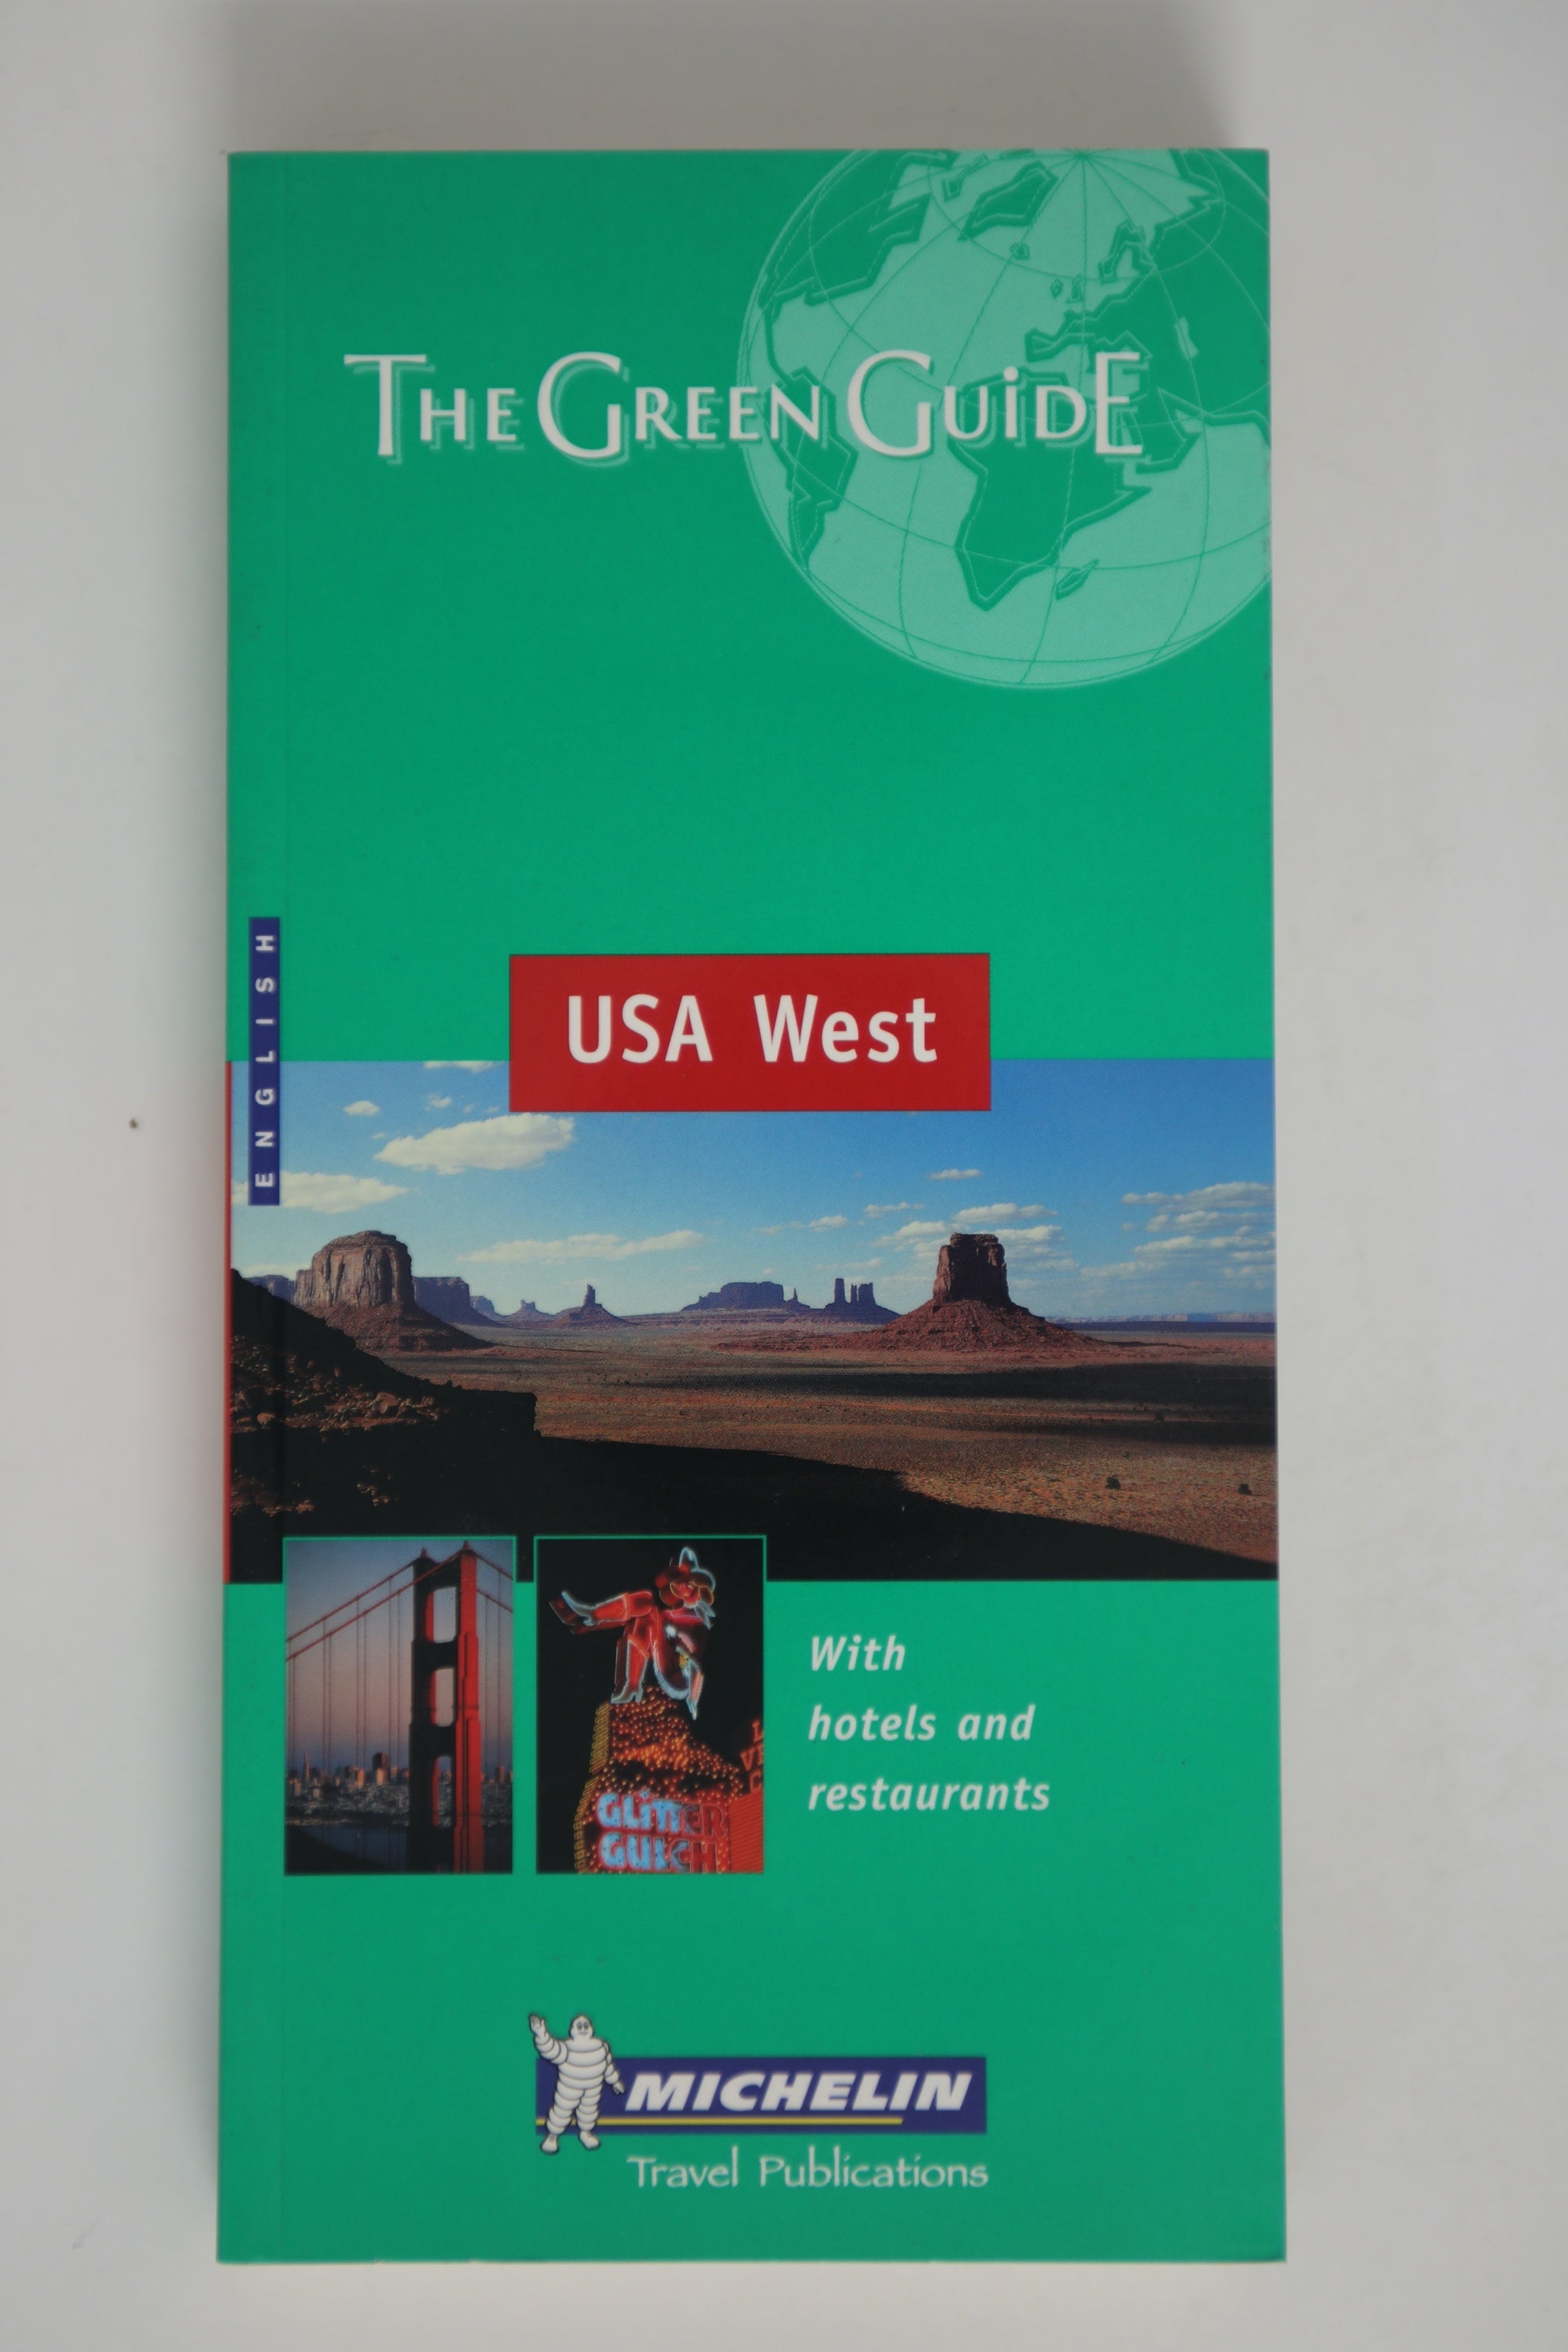 THE GREEN GUiDE
ENGLISH
USA West
With
hotels and
restaurants
GLiTTER
GULCH
MICHELIN
Travel Publications